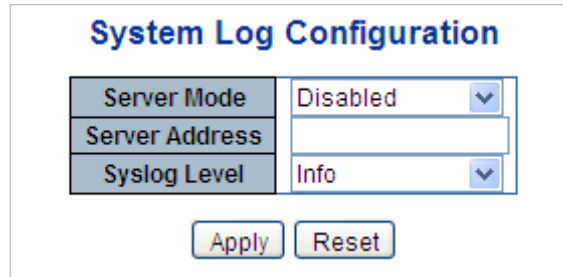 System Log Configuration
Server Mode Disabled
Server Address
Syslog Level Info
Apply Reset